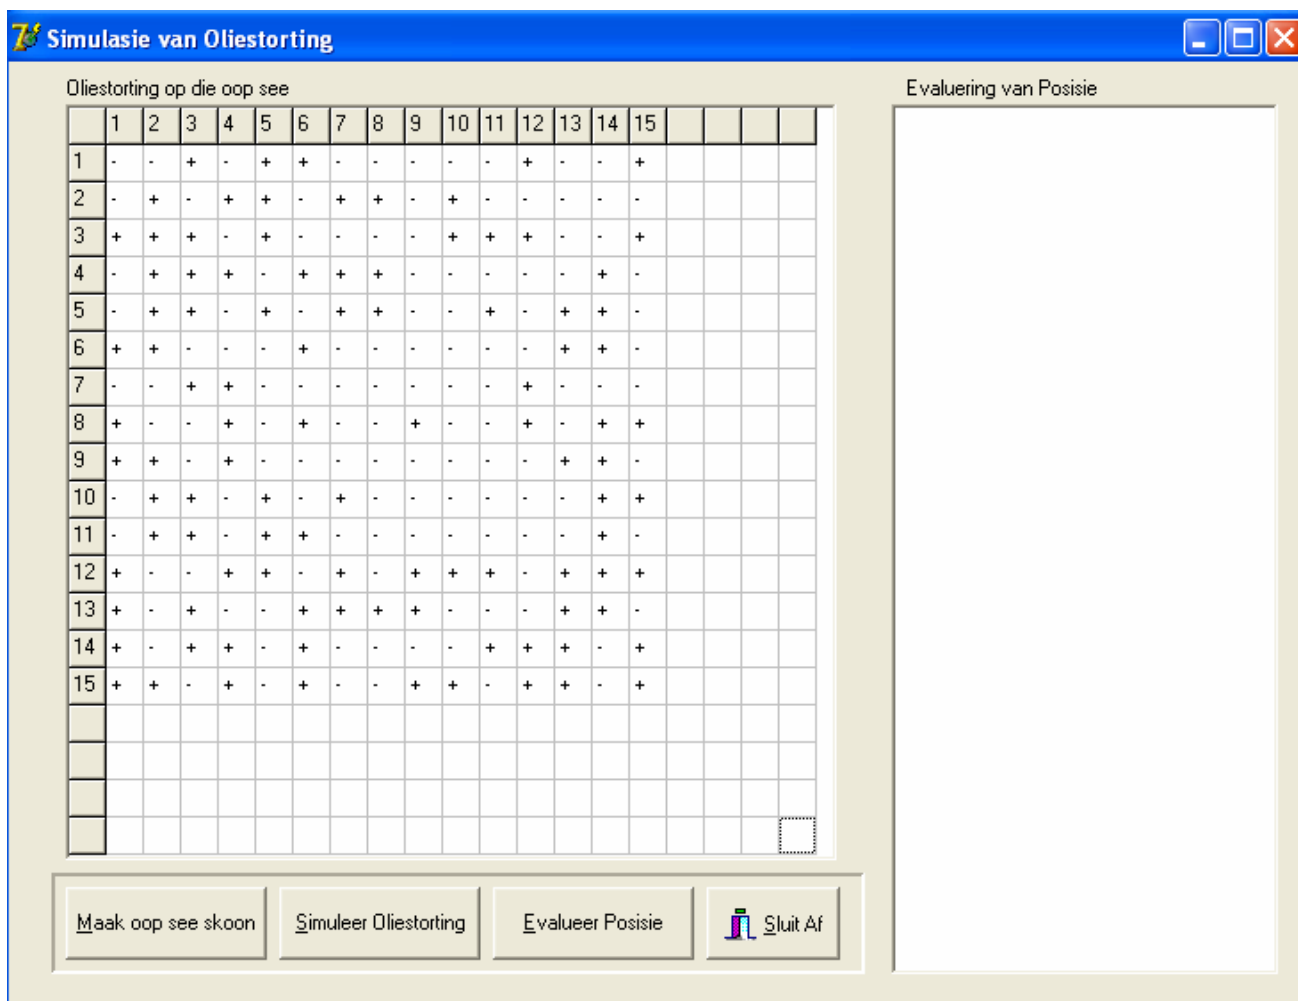 Simulasie van Oliestorting
Oliestorting op die oop see
1 2 3 4 5 6 7 8 9 10 11 12 13 14 15
1 - - + - + + - - - - - + - - +
2 - + - + + - + + - + - - - - -
3 + + + - + - - - - + + + - - +
4 - + + + - + + + - - - - - + -
5 - + + - + - + + - - + - + + -
6 + + - - - + - - - - - - + + -
7 - - + + - - - - - - - + - - -
8 + - - + - + - - + - - + - + +
9 + + - + - - - - - - - - + + -
10 - + + - + - + - - - - - - + +
11 - + + - + + - - - - - - - + -
12 + - - + + - + - + + + - + + +
13 + - + - - + + + + - - - + + -
14 + - + + - + - - - - + + + - +
15 + + - + - + - - + + - + + - +
Evaluering van Posisie
Maak oop see skoon
Simuleer Oliestorting
Evalueer Posisie
Sluit Af